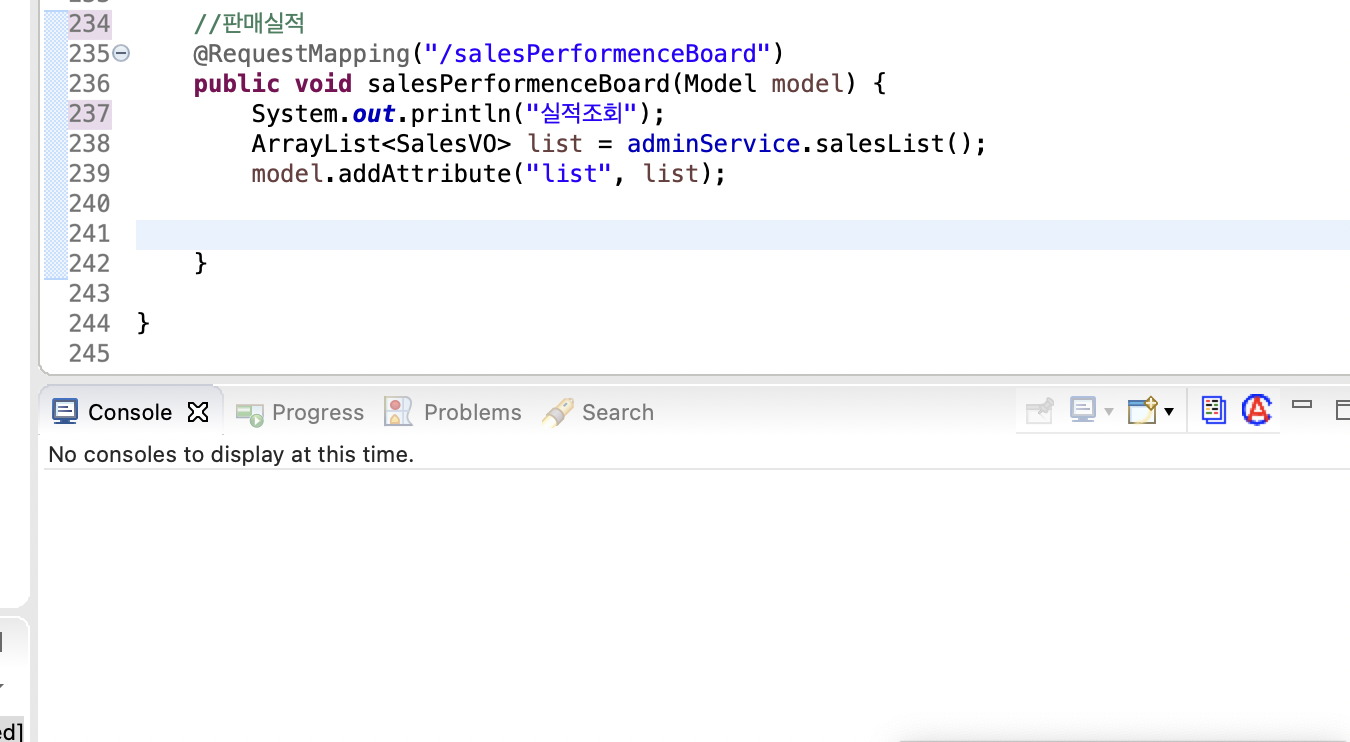 234 //판매실적
235 @RequestMapping("/salesPerformenceBoard")
236 public void salesPerformenceBoard(Model model) {
237 System.out.println("실적조회");
238 ArrayList<SalesVO> list = adminService.salesList();
239 model.addAttribute("list", list);
240
241
242 }
243
244 }
245
Console Progress Problems Search
No consoles to display at this time.
ed]